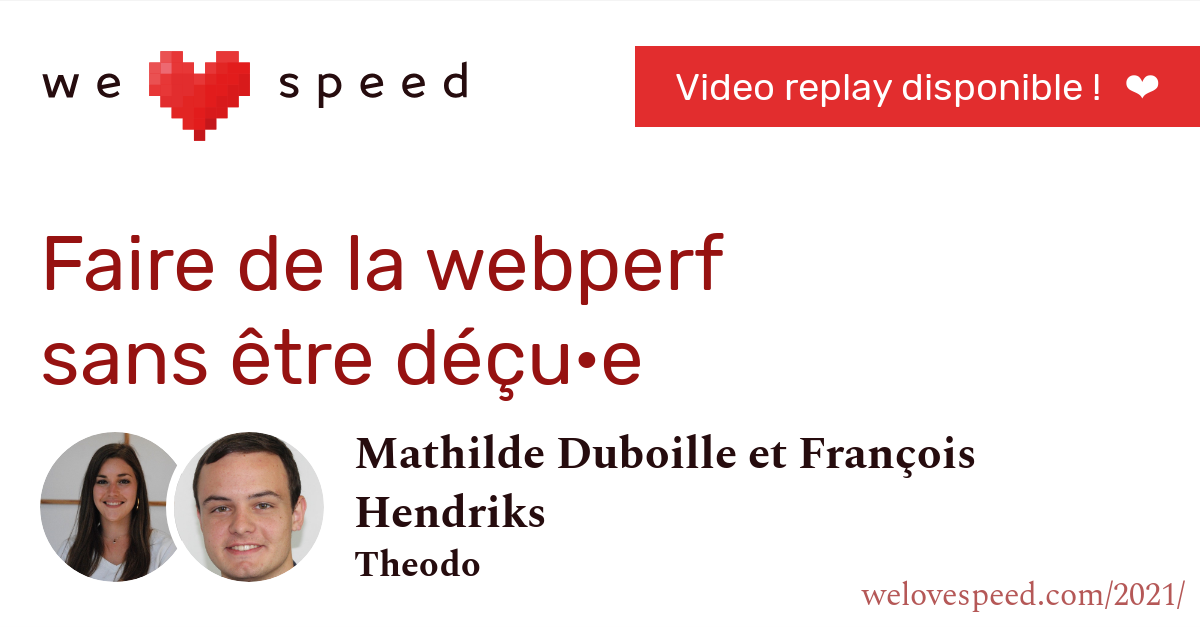 we speed
Video replay disponible ! ❤
Faire de la webperf
sans être déçu•e
Mathilde Duboille et François
Hendriks
Theodo
welovespeed.com/2021/